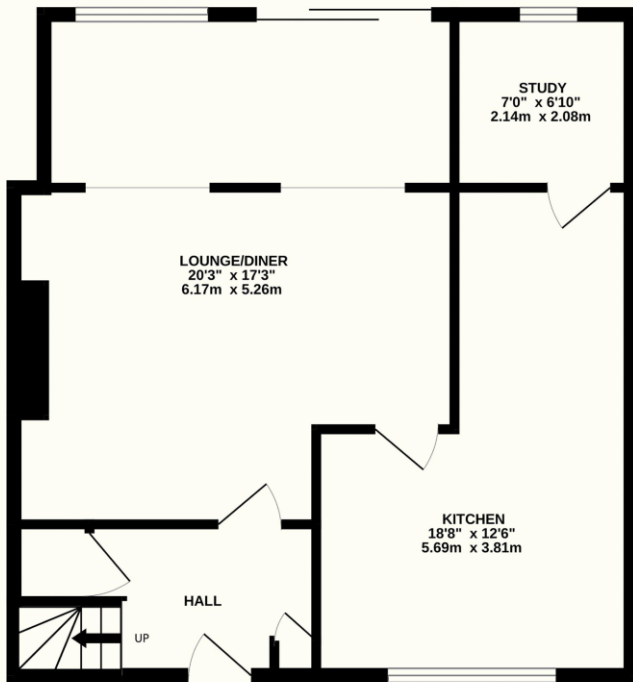 STUDY
7'0" x 6'10"
2.14m x 2.08m
LOUNGE/DINER
20'3" x 17'3"
6.17m x 5.26m
KITCHEN
18'8" x 12'6"
5.69m x 3.81m
HALL
UP